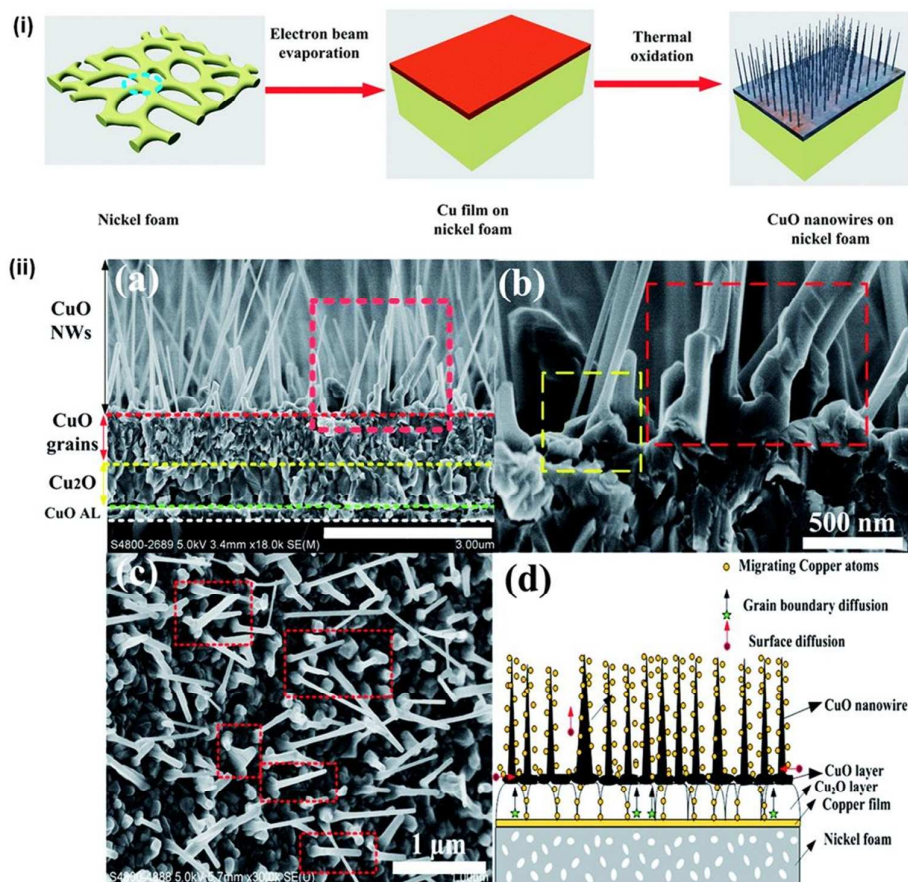 (i)
Electron beam
evaporation
Thermal
oxidation
Nickel foam
Cu film on
nickel foam
CuO nanowires on
nickel foam
(ii)
(a)
CuO
NWs
CuO
grains
Cu2O
CuO AL
S4800-2689 5.0kV 3.4mm x18.0k SE(M)
3.00um
(b)
500 nm
(c)
1 µm
(d)
Migrating Copper atoms
Grain boundary diffusion
Surface diffusion
CuO nanowire
CuO layer
Cu₂O layer
Copper film
Nickel foam